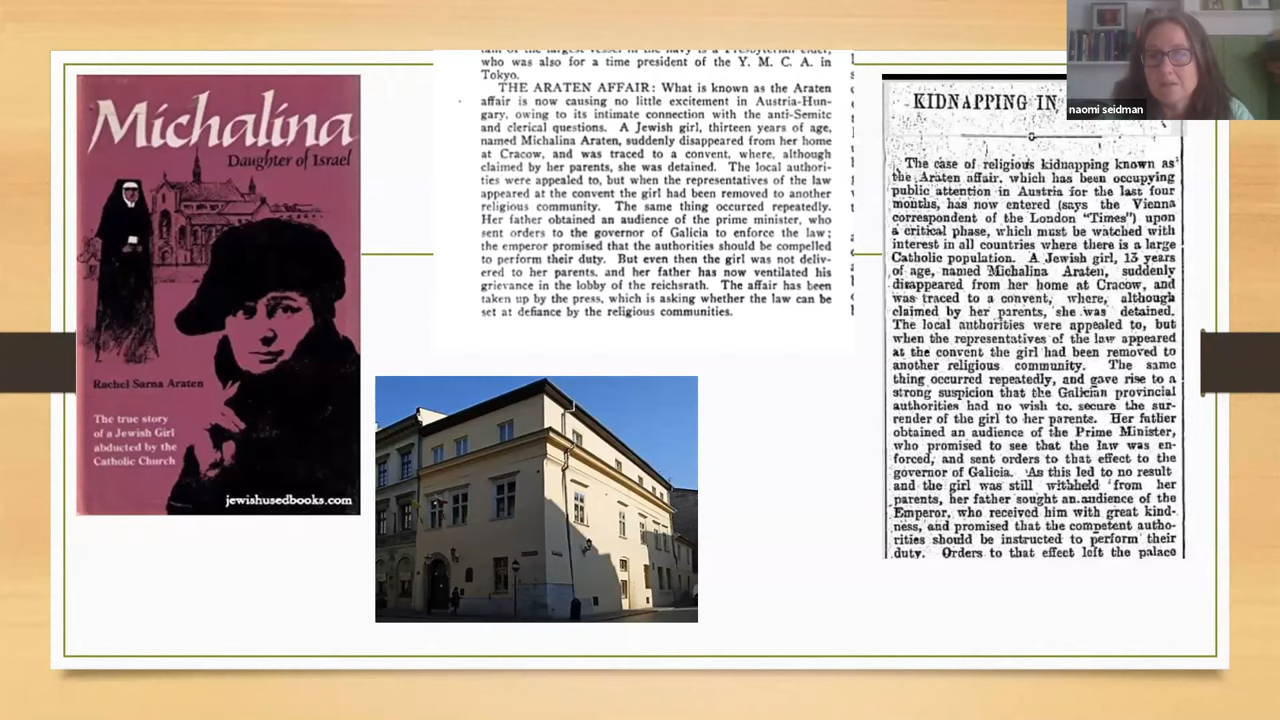 Michalina
Daughter of Israel
Rachel Sarna Araten
The true story
of a Jewish Girl
abducted by the
Catholic Church
jewishusedbooks.com
who was also for a time president of the Y. M. C. A. in
Tokyo.
THE ARATEN AFFAIR: What is known as the Araten
affair is now causing no little excitement in Austria-Hun-
gary, owing to its intimate connection with the anti-Semitc
and clerical questions. A Jewish girl, thirteen years of age,
named Michalina Araten, suddenly disappeared from her home
at Cracow, and was traced to a convent, where, although
claimed by her parents, she was detained. The local authori-
ties were appealed to, but when the representatives of the law
appeared at the convent the girl had been removed to another
religious community. The same thing occurred repeatedly.
Her father obtained an audience of the prime minister, who
sent orders to the governor of Galicia to enforce the law;
the emperor promised that the authorities should be compelled
to perform their duty. But even then the girl was not deliv-
ered to her parents, and her father has now ventilated his
grievance in the lobby of the reichsrath. The affair has been
taken up by the press, which is asking whether the law can be
set at defiance by the religious communities.
KIDNAPPING IN
The case of religious kidnapping known as
the Araten affair, which has been occupying
public attention in Austria for the last four
months, has now entered (says the Vienna
correspondent of the London "Times") upon
a critical phase, which must be watched with
interest in all countries where there is a large
Catholic population. A Jewish girl, 13 years
of age, named Michalina Araten, suddenly
disappeared from her home at Cracow, and
was traced to a convent, where, although
claimed by her parents, she was detained.
The local authorities were appealed to, but
when the representatives of the law appeared
at the convent the girl had been removed to
another religious community. The same
thing occurred repeatedly, and gave rise to a
strong suspicion that the Galician provincial
authorities had no wish to secure the sur-
render of the girl to her parents. Her father
obtained an audience of the Prime Minister,
who promised to see that the law was en-
forced, and sent orders to that effect to the
governor of Galicia. As this led to no result
and the girl was still withheld from her
parents, her father sought an audience of the
Emperor, who received him with great kind-
ness, and promised that the competent autho-
rities should be instructed to perform their
duty. Orders to that effect left the palace
naomi seidman